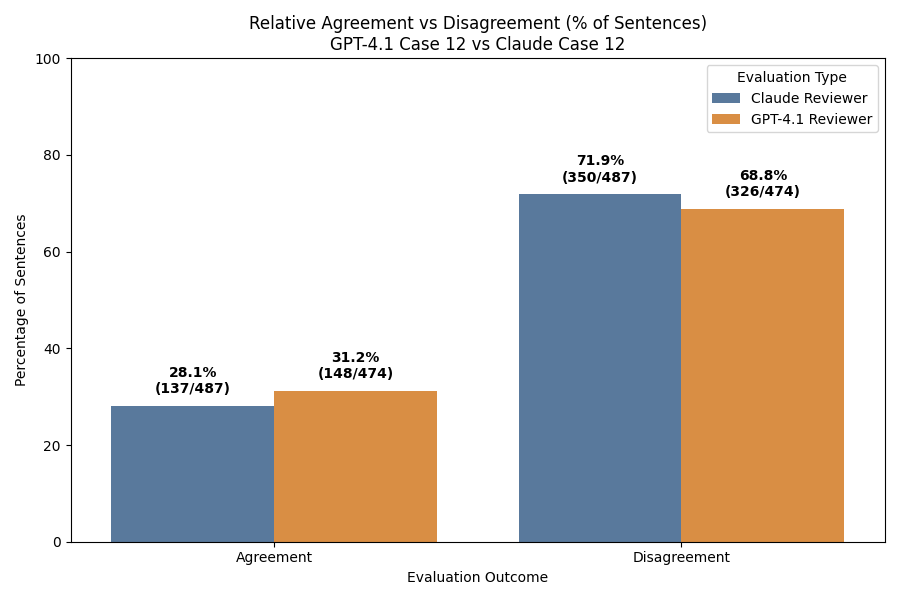 Relative Agreement vs Disagreement (% of Sentences)
GPT-4.1 Case 12 vs Claude Case 12
Evaluation Type
Claude Reviewer
GPT-4.1 Reviewer
Percentage of Sentences
100
80
60
40
20
0
28.1%
(137/487)
31.2%
(148/474)
71.9%
(350/487)
68.8%
(326/474)
Agreement
Disagreement
Evaluation Outcome